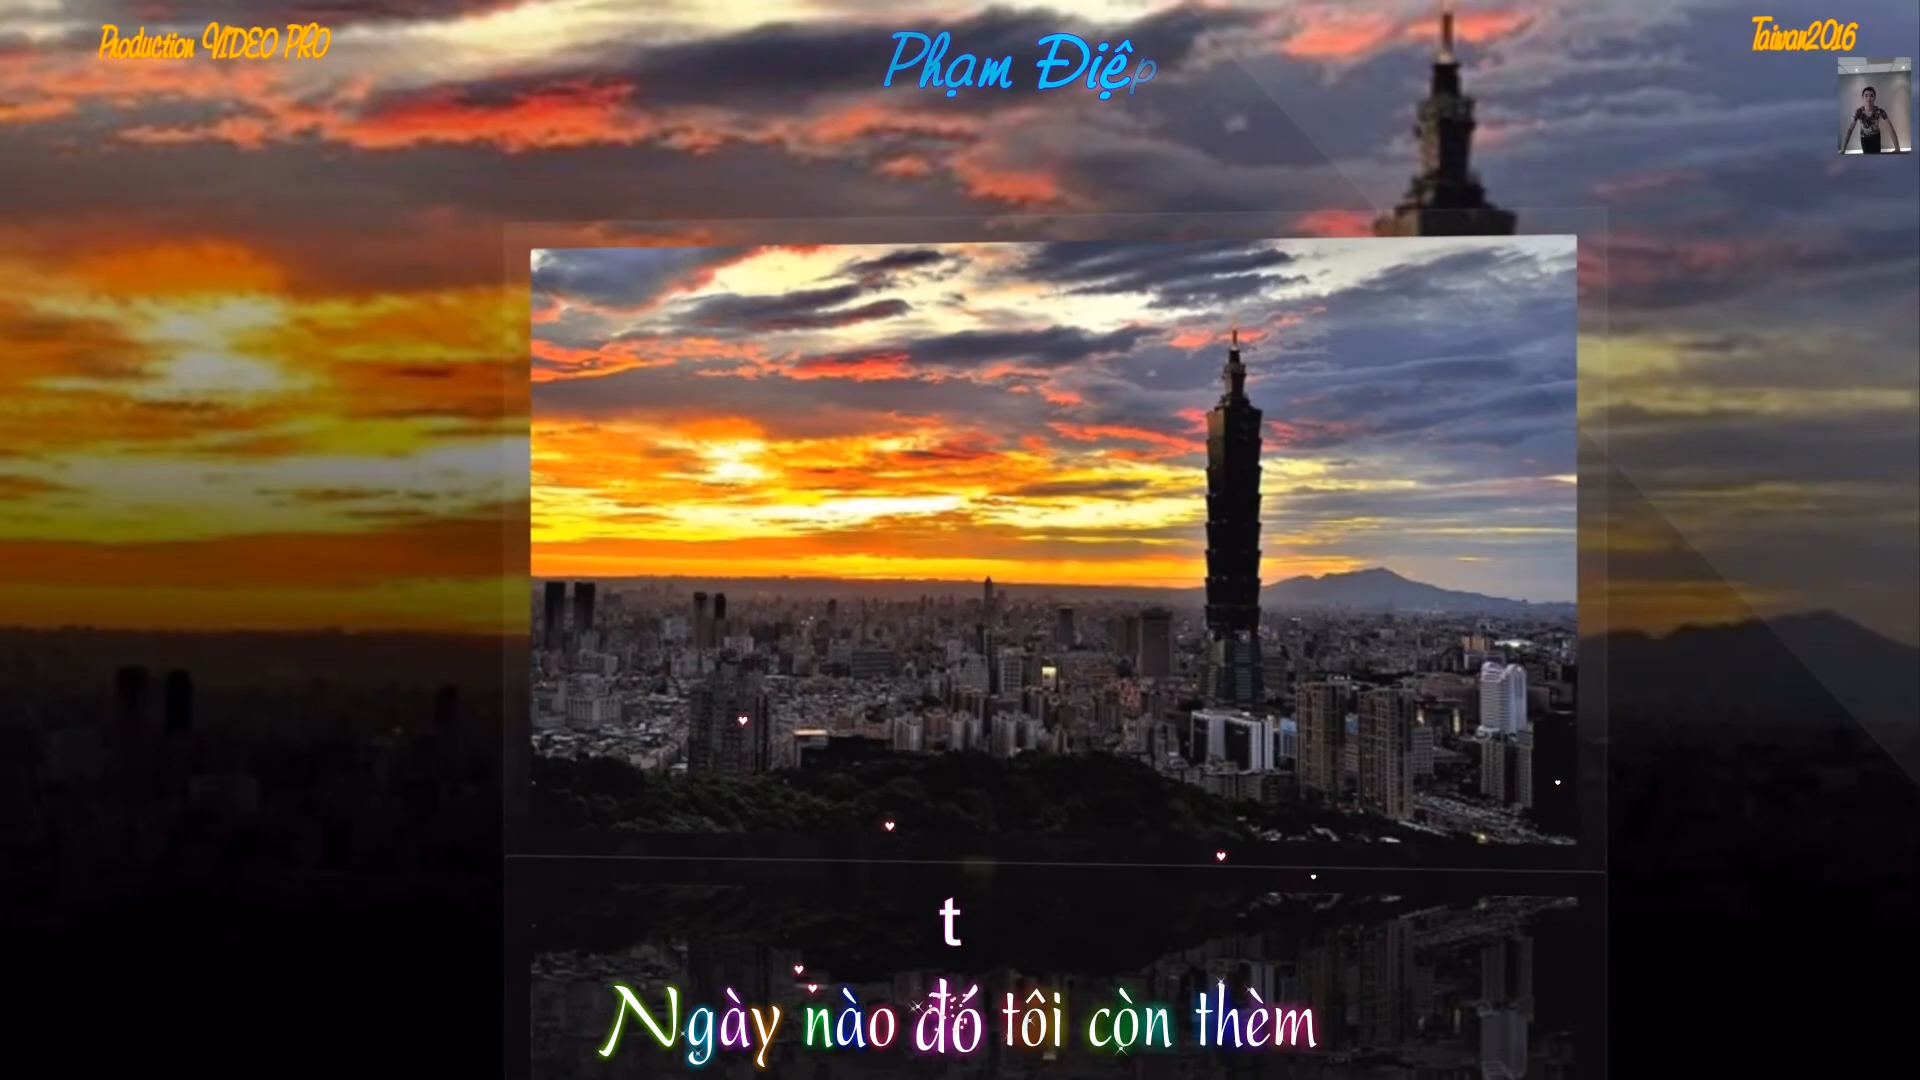 Production VIDEO PRO
Phạm Điệp
Taiwan2016
t
Ngày nào đó tôi còn thèm